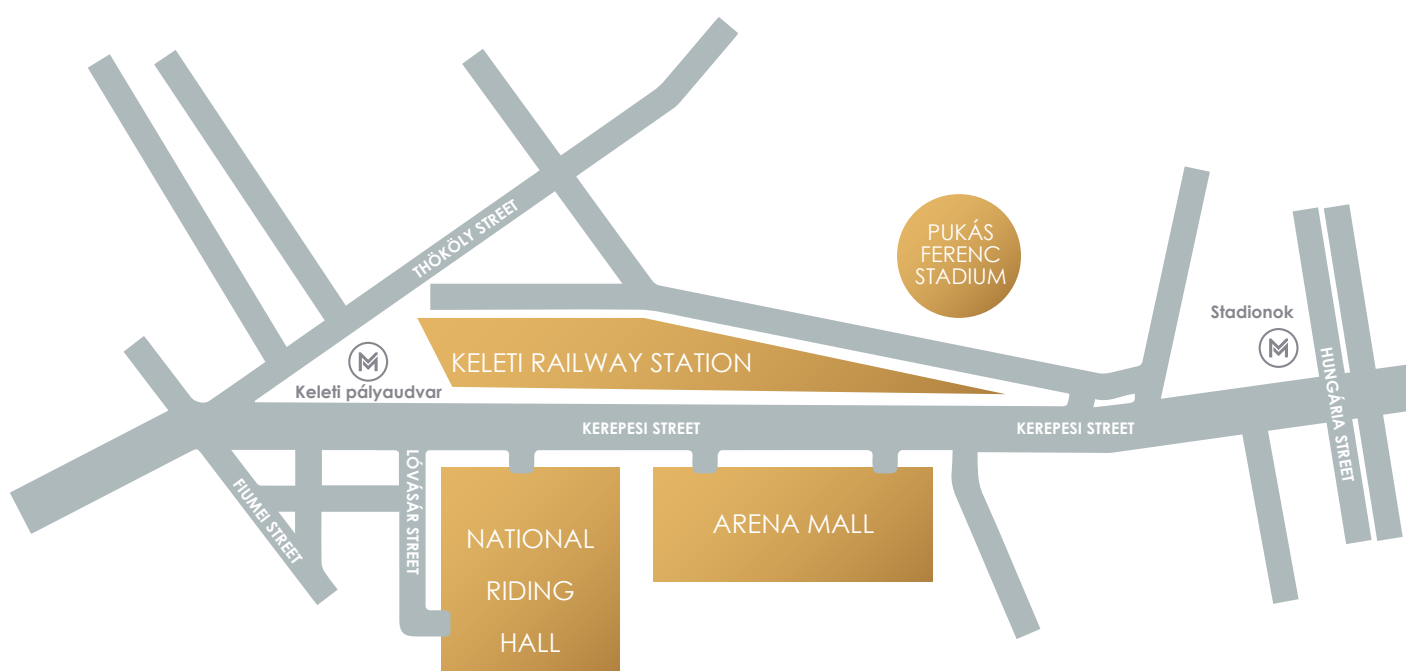 THÖKÖLY STREET
PUKÁS
FERENC
STADIUM
Stadionok
M
HUNGÁRIA STREET
M
Keleti pályaudvar
KELETI RAILWAY STATION
KEREPESI STREET
KEREPESI STREET
FIUMEI STREET
LÓVÁSÁR STREET
NATIONAL
RIDING
HALL
ARENA MALL